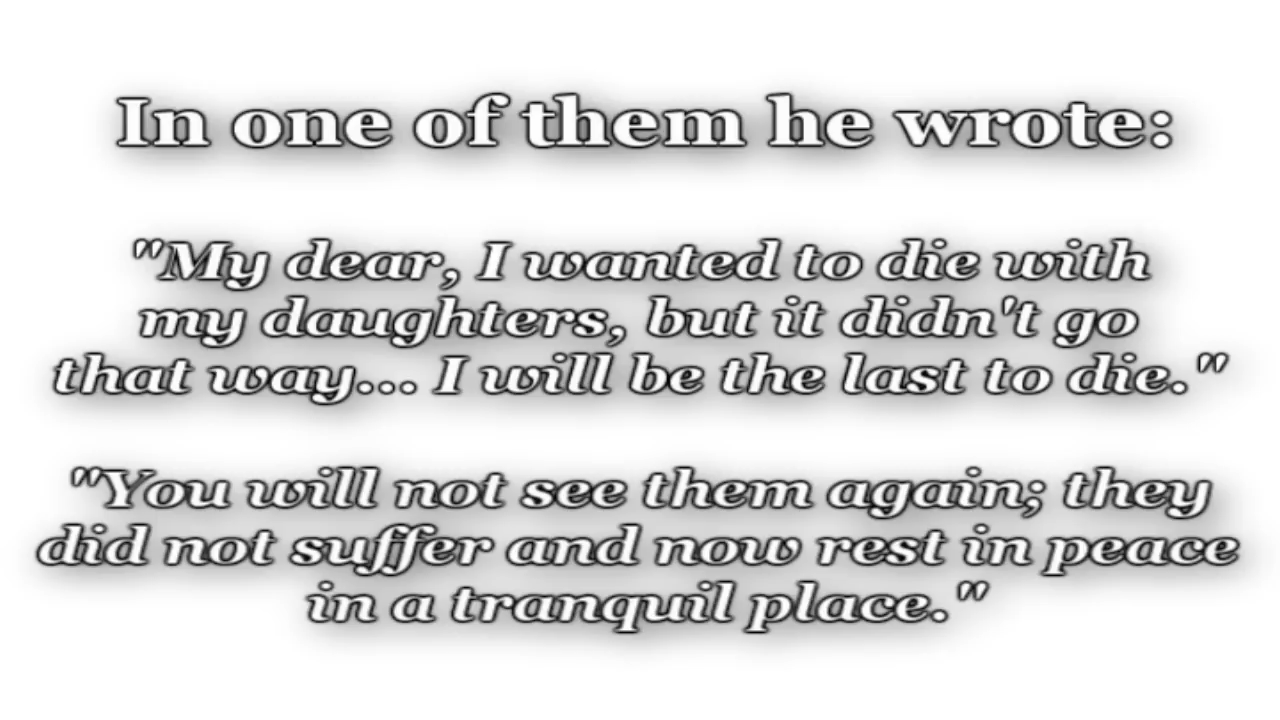 In one of them he wrote:
"My dear, I wanted to die with
my daughters, but it didn't go
that way... I will be the last to die."
"You will not see them again; they
did not suffer and now rest in peace
in a tranquil place."